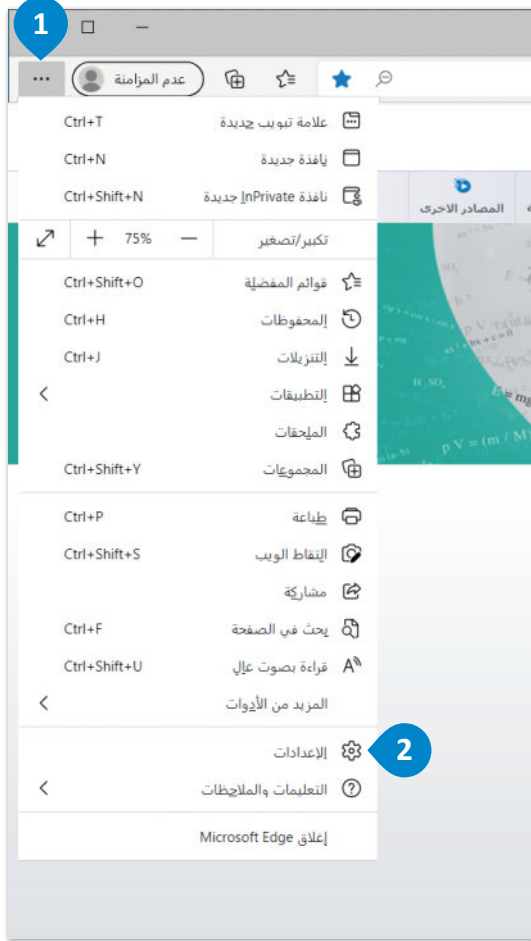 1
عدم المزامنة
علامة تبويب جديدة Ctrl+T
نافذة جديدة Ctrl+N
نافذة InPrivate جديدة Ctrl+Shift+N
المصادر الاخرى
تكبير/تصغير — 75% +
قوائم المفضلة Ctrl+Shift+O
المحفوظات Ctrl+H
التنزيلات Ctrl+J
التطبيقات
الملحقات
المجموعات Ctrl+Shift+Y
طباعة Ctrl+P
التقاط الويب Ctrl+Shift+S
مشاركة
بحث في الصفحة Ctrl+F
قراءة بصوت عالٍ Ctrl+Shift+U
المزيد من الأدوات
الإعدادات 2
التعليمات والملاحظات
إغلاق Microsoft Edge